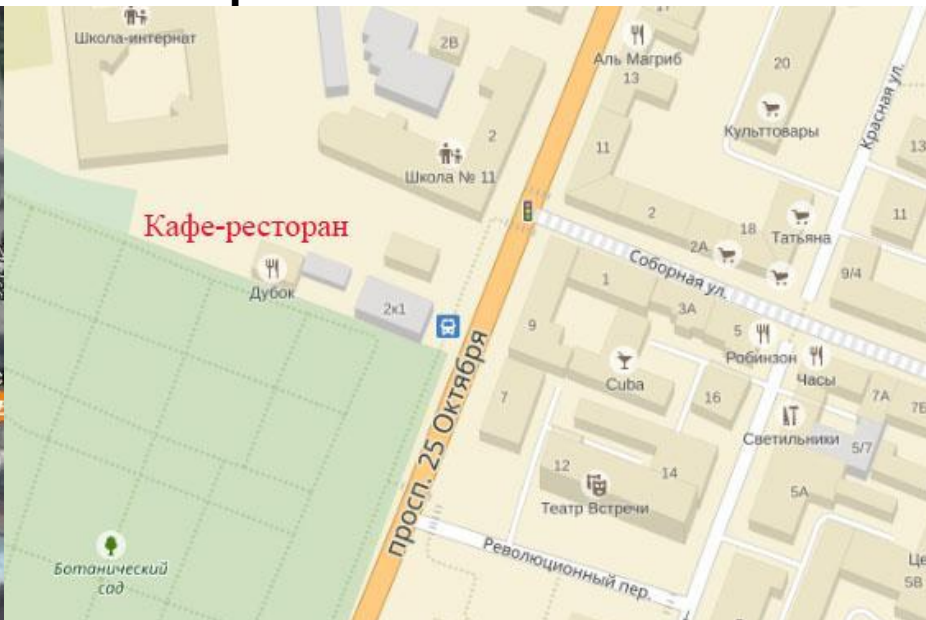 Школа-интернат
2В
Аль Магриб
13
17
20
Культтовары
Красная ул.
13
Школа № 11
2
11
2
18
Татьяна
11
2А
Соборная ул.
9/4
Кафе-ресторан
Дубок
2к1
1
3А
5
Робинзон
Часы
9
Cuba
7
16
7А
7Б
Светильники
5/7
просп. 25 Октября
12
14
Театр Встречи
5А
Ботанический
сад
Революционный пер.
5В